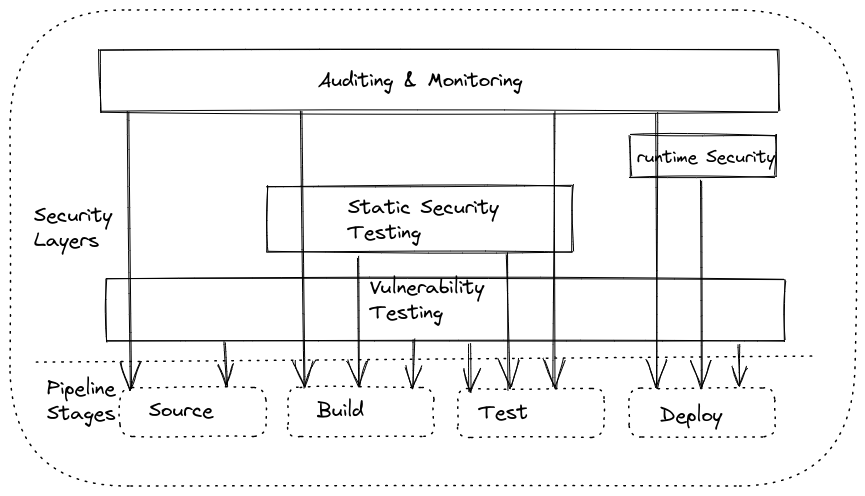 Auditing & Monitoring
runtime Security
Static Security
Testing
Security
Layers
Vulnerability
Testing
Pipeline
Stages
Source
Build
Test
Deploy